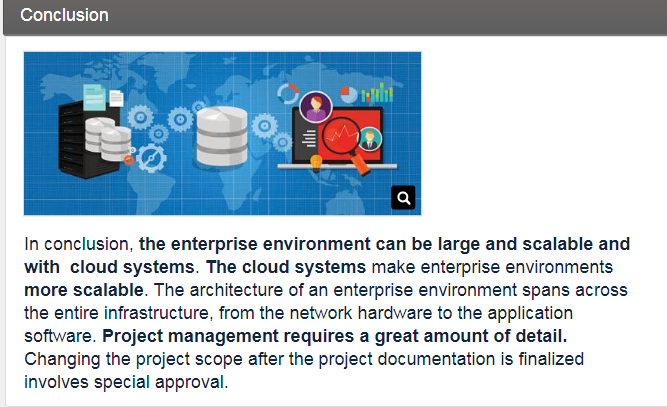 Conclusion
In conclusion, the enterprise environment can be large and scalable and
with  cloud systems. The cloud systems make enterprise environments
more scalable. The architecture of an enterprise environment spans across
the entire infrastructure, from the network hardware to the application
software. Project management requires a great amount of detail.
Changing the project scope after the project documentation is finalized
involves special approval.